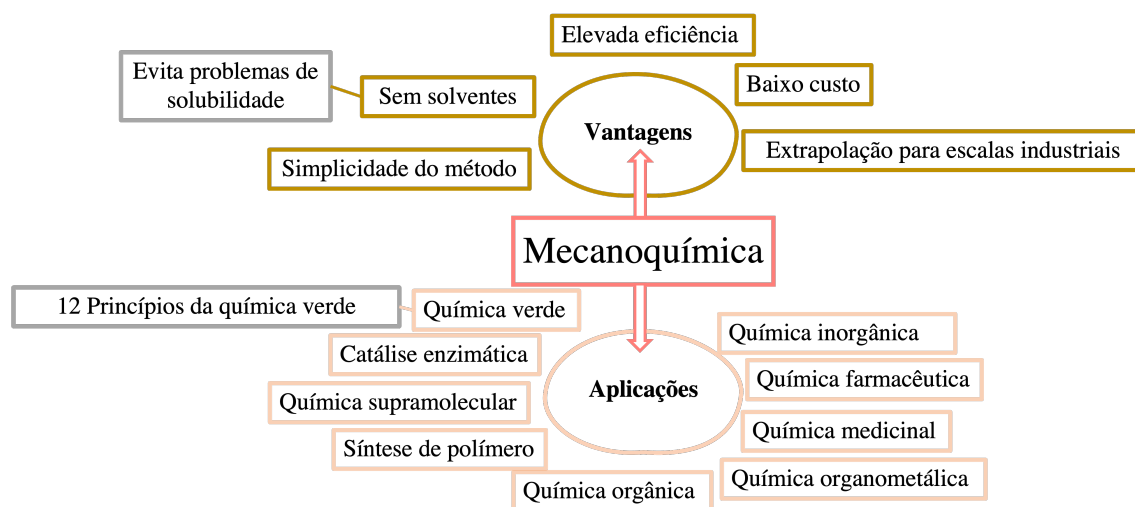 Elevada eficiência
Evita problemas de
solubilidade
Sem solventes
Baixo custo
Vantagens
Simplicidade do método
Extrapolação para escalas industriais
Mecanoquímica
12 Princípios da química verde
Química verde
Catálise enzimática
Química supramolecular
Síntese de polímero
Química orgânica
Aplicações
Química inorgânica
Química farmacêutica
Química medicinal
Química organometálica